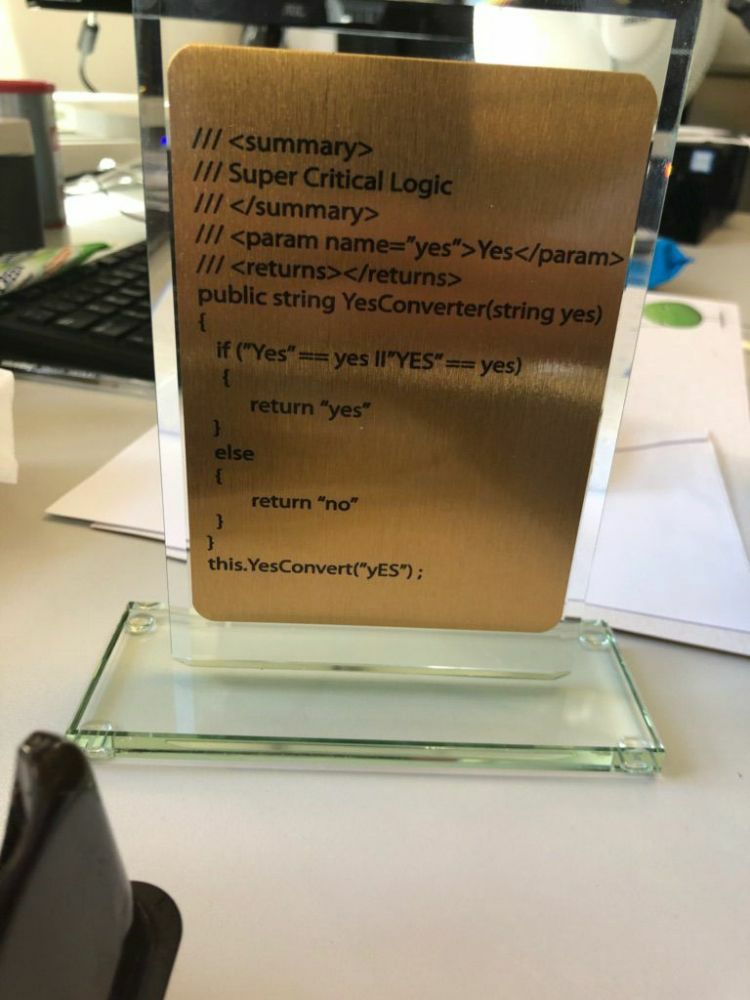 /// <summary>
/// Super Critical Logic
/// </summary>
/// <param name="yes">Yes</param>
/// <returns></returns>
public string YesConverter(string yes)
{
if ("Yes" == yes ll"YES" == yes)
{
return "yes"
}
else
{
return "no"
}
}
this.YesConvert("yES") ;